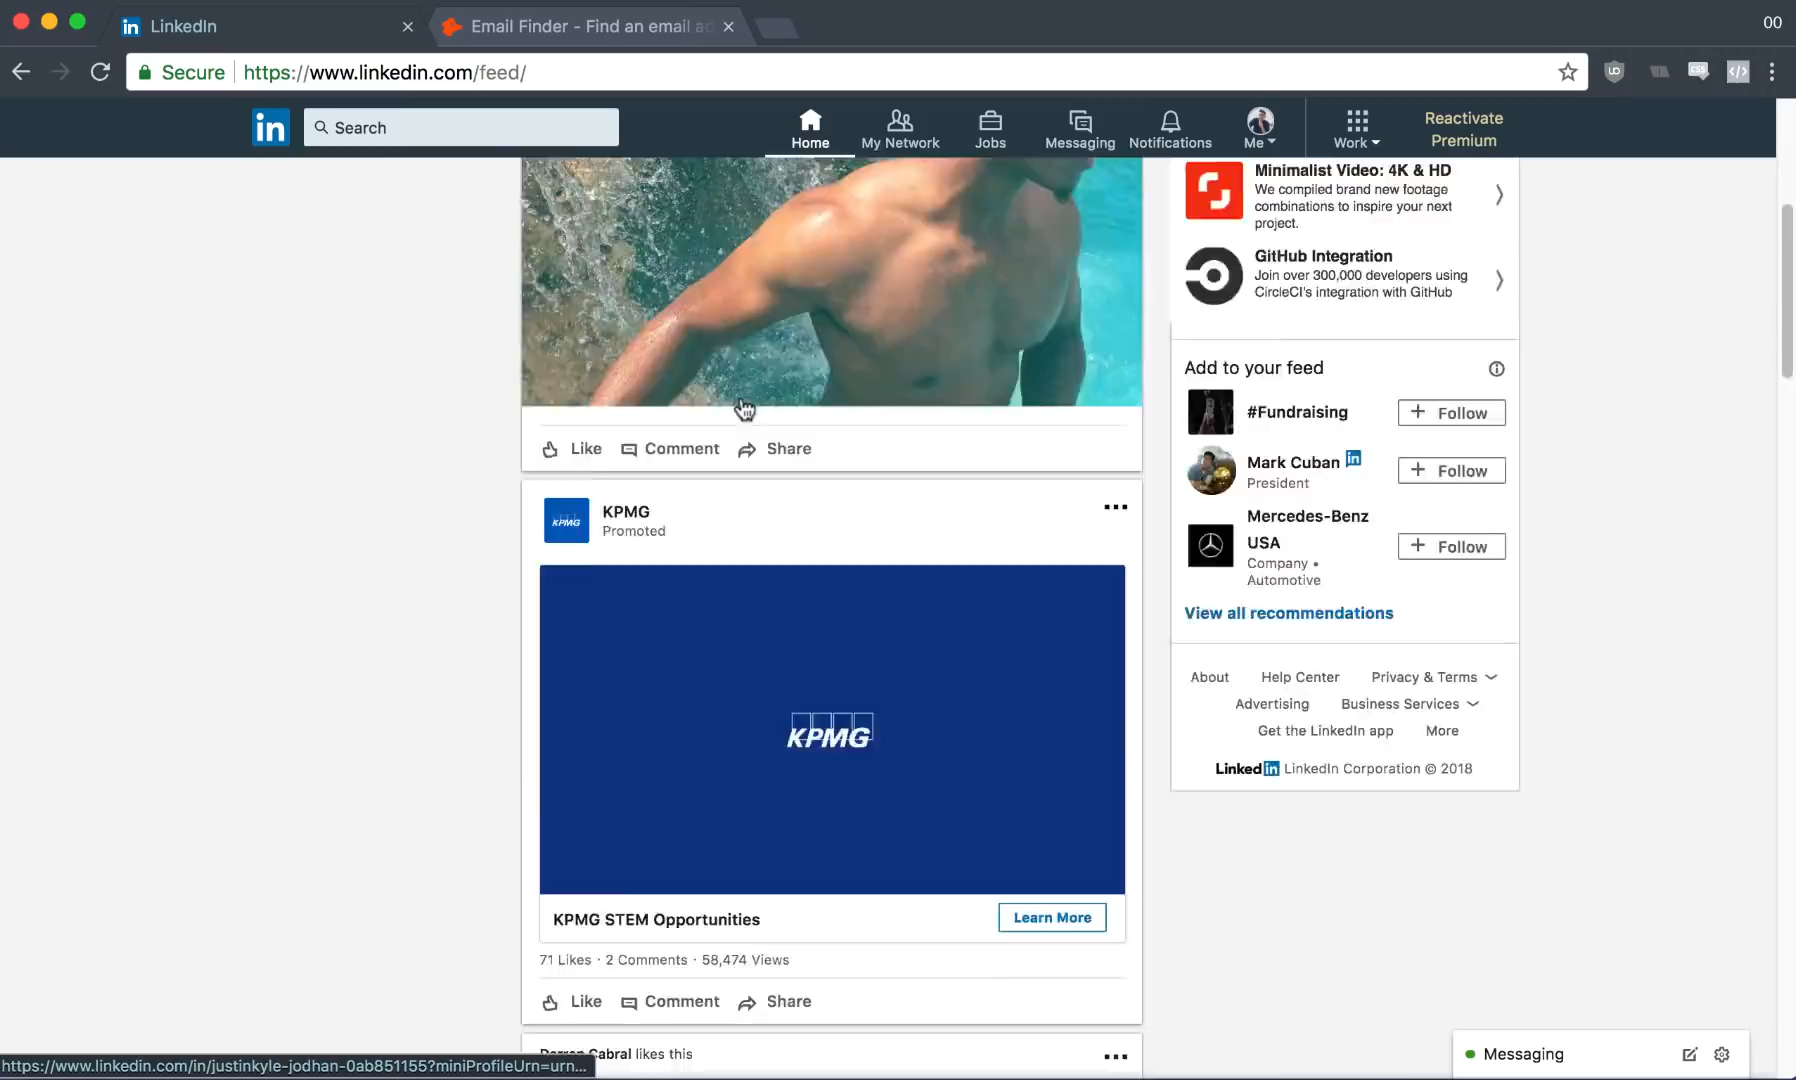 LinkedIn
Email Finder - Find an email ad
00
Secure
https://www.linkedin.com/feed/
in
Search
Home
My Network
Jobs
Messaging
Notifications
Me
Work
Reactivate
Premium
Minimalist Video: 4K & HD
We compiled brand new footage
combinations to inspire your next
project.
GitHub Integration
Join over 300,000 developers using
CircleCI's integration with GitHub
Add to your feed
#Fundraising
+ Follow
Mark Cuban in
President
+ Follow
Mercedes-Benz
USA
Company •
Automotive
+ Follow
View all recommendations
About Help Center Privacy & Terms
Advertising Business Services
Get the LinkedIn app More
LinkedIn LinkedIn Corporation © 2018
Like Comment Share
KPMG
KPMG
Promoted
KPMG
KPMG STEM Opportunities
Learn More
71 Likes · 2 Comments · 58,474 Views
Like Comment Share
Darren Cabral likes this
Messaging
https://www.linkedin.com/in/justinkyle-jodhan-0ab851155?miniProfileUrn=urn...